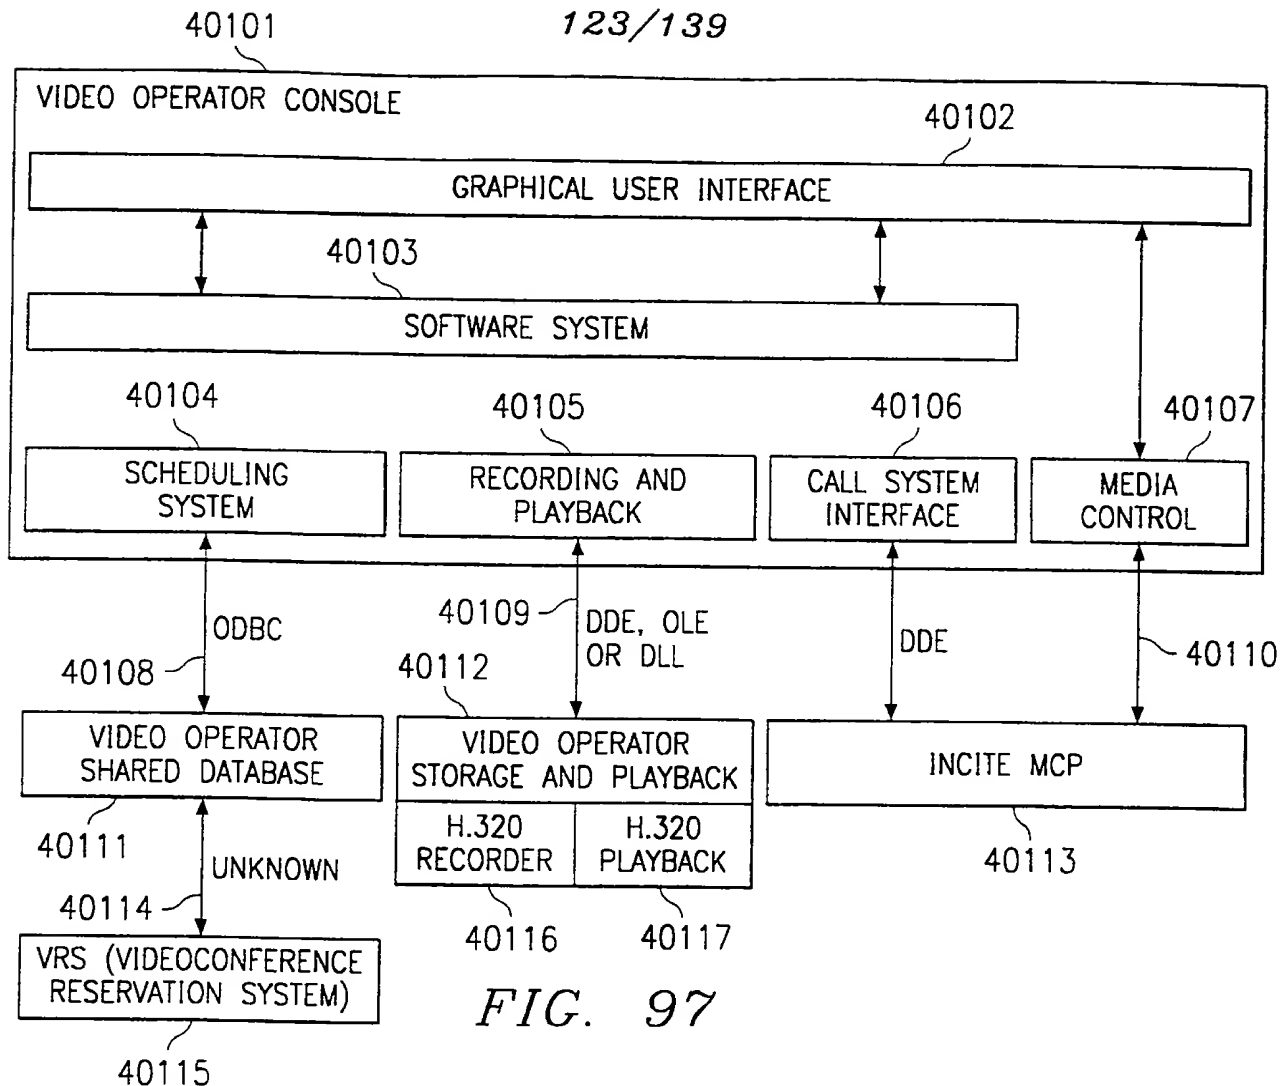 123/139
40101
VIDEO OPERATOR CONSOLE
40102
GRAPHICAL USER INTERFACE
40103
SOFTWARE SYSTEM
40104
40105
40106
40107
SCHEDULING
SYSTEM
RECORDING AND
PLAYBACK
CALL SYSTEM
INTERFACE
MEDIA
CONTROL
ODBC
40108
40109
DDE, OLE
OR DLL
DDE
40110
40112
VIDEO OPERATOR
SHARED DATABASE
VIDEO OPERATOR
STORAGE AND PLAYBACK
INCITE MCP
H.320
RECORDER
H.320
PLAYBACK
40111
40113
UNKNOWN
40114
40116
40117
VRS (VIDEOCONFERENCE
RESERVATION SYSTEM)
40115
FIG. 97